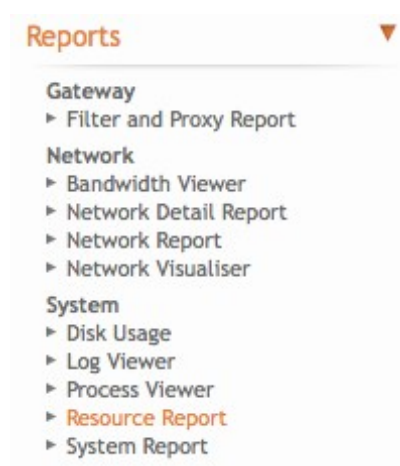 Reports
Gateway
Filter and Proxy Report
Network
Bandwidth Viewer
Network Detail Report
Network Report
Network Visualiser
System
Disk Usage
Log Viewer
Process Viewer
Resource Report
System Report